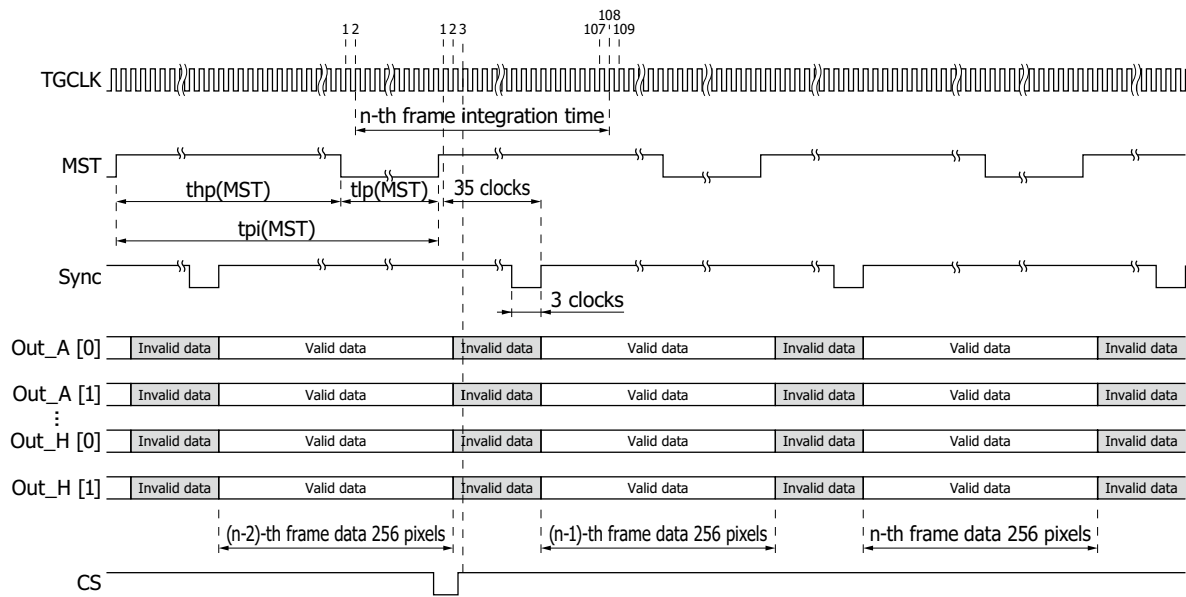 108
1 2 1 2 3 107 109
TGCLK
n-th frame integration time
MST
thp(MST) tlp(MST) 35 clocks
tpi(MST)
Sync
3 clocks
Out_A [0] Invalid data Valid data Invalid data Valid data Invalid data Valid data Invalid data
Out_A [1] Invalid data Valid data Invalid data Valid data Invalid data Valid data Invalid data
⋮
Out_H [0] Invalid data Valid data Invalid data Valid data Invalid data Valid data Invalid data
Out_H [1] Invalid data Valid data Invalid data Valid data Invalid data Valid data Invalid data
(n-2)-th frame data 256 pixels (n-1)-th frame data 256 pixels n-th frame data 256 pixels
CS